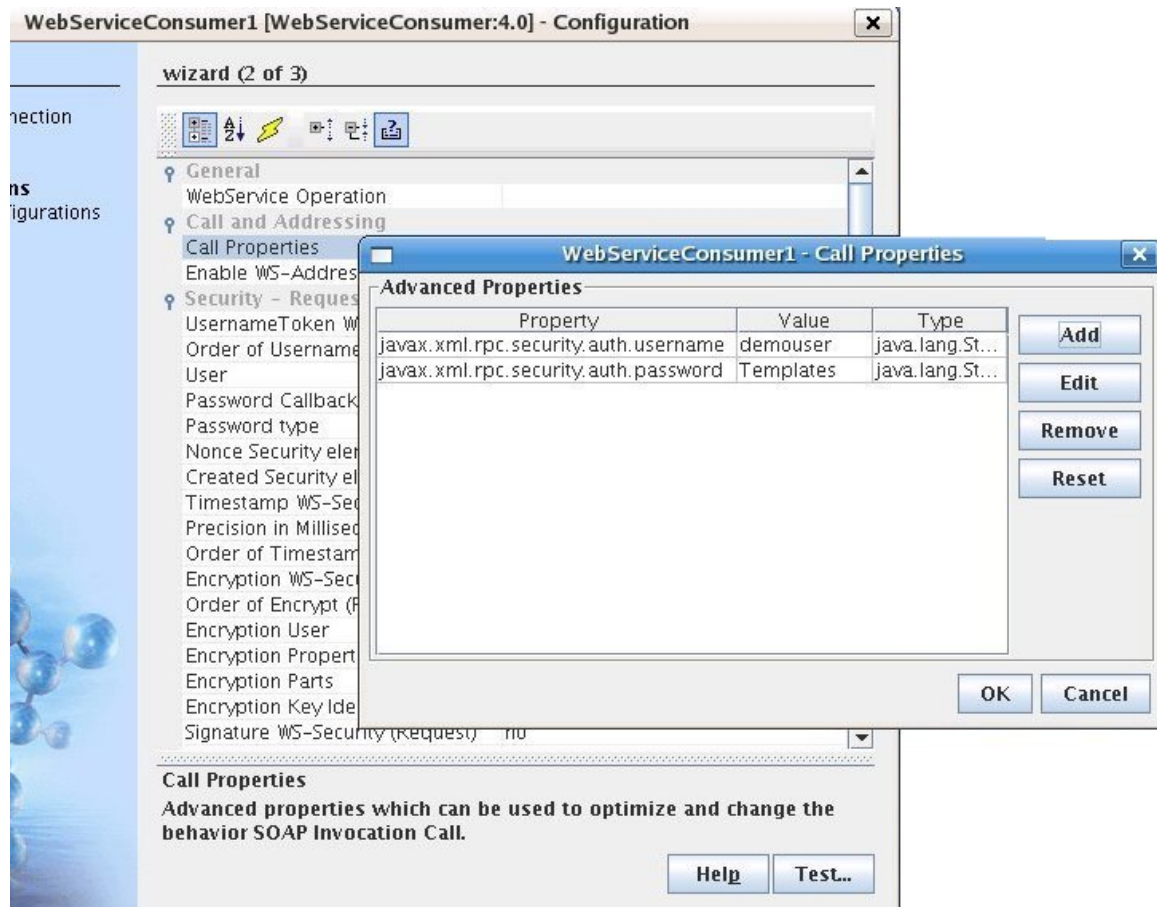 WebServiceConsumer1 [WebServiceConsumer:4.0] - Configuration
wizard (2 of 3)
nection
ns
igurations
General
WebService Operation
Call and Addressing
Call Properties
Enable WS-Addres
Security - Reques
UsernameToken W
Order of Username
User
Password Callback
Password type
Nonce Security eler
Created Security el
Timestamp WS-Sec
Precision in Millisec
Order of Timestam
Encryption WS-Secu
Order of Encrypt (R
Encryption User
Encryption Propert
Encryption Parts
Encryption Key Ide
Signature WS-Security (Request) no
WebServiceConsumer1 - Call Properties
Advanced Properties
Property Value Type
javax.xml.rpc.security.auth.username demouser java.lang.St...
javax.xml.rpc.security.auth.password Templates java.lang.St...
Add
Edit
Remove
Reset
OK Cancel
Call Properties
Advanced properties which can be used to optimize and change the
behavior SOAP Invocation Call.
Help Test...